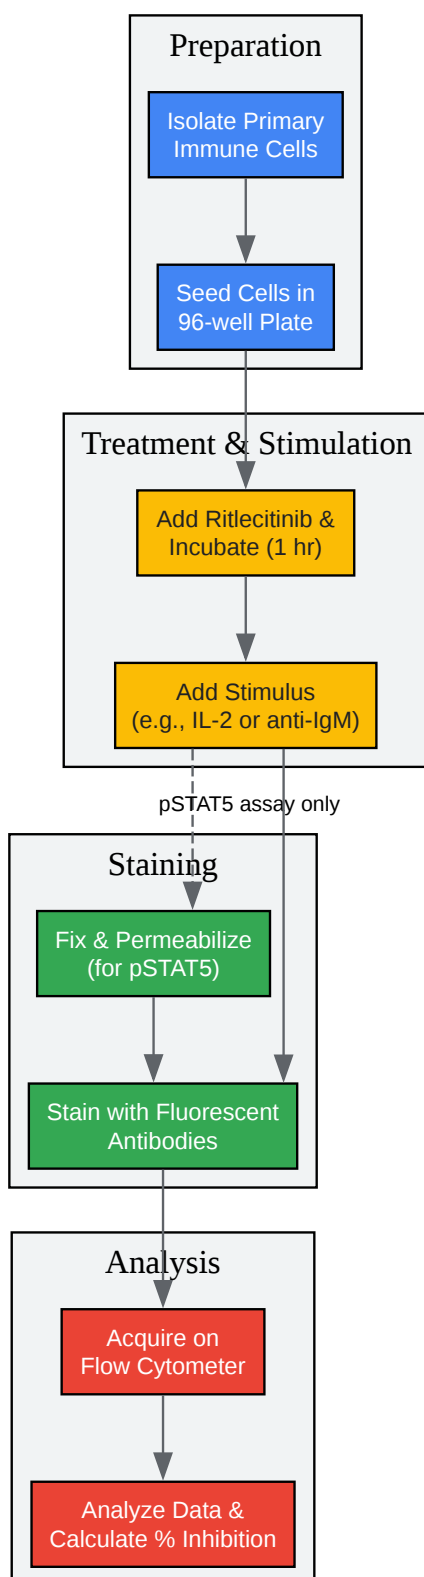 Preparation
Isolate Primary
Immune Cells
Seed Cells in
96-well Plate
Treatment & Stimulation
Add Ritlecitinib &
Incubate (1 hr)
Add Stimulus
(e.g., IL-2 or anti-IgM)
pSTAT5 assay only
Staining
Fix & Permeabilize
(for pSTAT5)
Stain with Fluorescent
Antibodies
Analysis
Acquire on
Flow Cytometer
Analyze Data &
Calculate % Inhibition